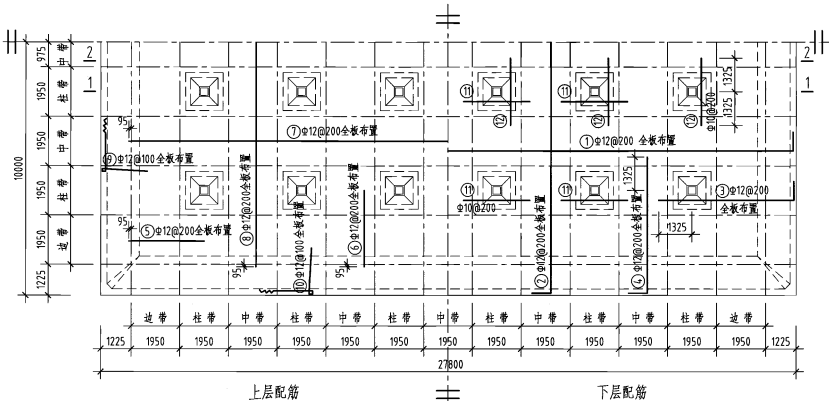 975
中带
2
2
1950
柱带
1
1
⑪
⑪
1325
⑫
⑫
⑫
Φ10@200
1325
95
1950
中带
⑦Φ12@200全板布置
①Φ12@200 全板布置
10000
⑨Φ12@100全板布置
1950
柱带
⑪
⑪
1325
③Φ12@200
全板布置
Φ10@200
⑧Φ12@200全板布置
⑩Φ12@100全板布置
⑥Φ12@200全板布置
②Φ12@200全板布置
④Φ12@200全板布置
95
⑤Φ12@200全板布置
1325
1950
边带
95
95
1225
边带 柱带 中带 柱带 中带 柱带 中带 柱带 中带 柱带 中带 柱带 边带
1225 1950 1950 1950 1950 1950 1950 1950 1950 1950 1950 1950 1950 1950 1225
27800
上层配筋
下层配筋